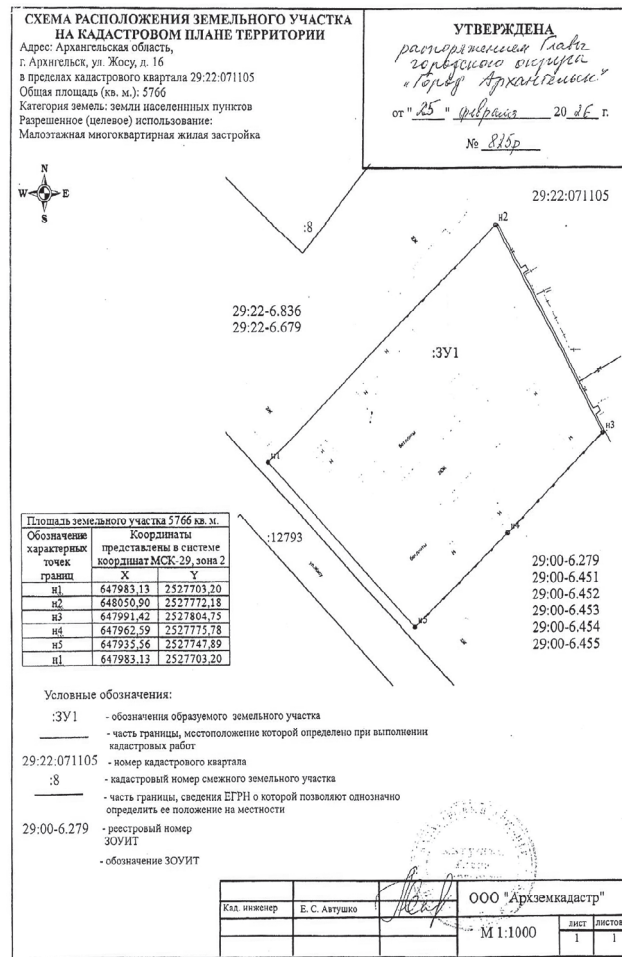 СХЕМА РАСПОЛОЖЕНИЯ ЗЕМЕЛЬНОГО УЧАСТКА
НА КАДАСТРОВОМ ПЛАНЕ ТЕРРИТОРИИ
Адрес: Архангельская область,
г. Архангельск, ул. Жосу, д. 16
в пределах кадастрового квартала 29:22:071105
Общая площадь (кв. м.): 5766
Категория земель: земли населенных пунктов
Разрешенное (целевое) использование:
Малоэтажная многоквартирная жилая застройка
УТВЕРЖДЕНА
распоряжением Главы
городского округа
"Город Архангельск"
от "25" февраля 2026 г.
№ 825р
N
W E
S
29:22:071105
:8
н2
29:22-6.836
29:22-6.679
:ЗУ1
н3
н1
н4
:12793
н5
29:00-6.279
29:00-6.451
29:00-6.452
29:00-6.453
29:00-6.454
29:00-6.455
Площадь земельного участка 5766 кв. м.
Обозначение характерных точек границ
Координаты представлены в системе координат МСК-29, зона 2
X Y
н1 647983,13 2527703,20
н2 648050,90 2527772,18
н3 647991,42 2527804,75
н4 647962,59 2527775,78
н5 647935,56 2527747,89
н1 647983,13 2527703,20
Условные обозначения:
:ЗУ1 - обозначения образуемого земельного участка
- часть границы, мостоположение которой определено при выполнении
кадастровых работ
29:22:071105 - номер кадастрового квартала
:8 - кадастровый номер смежного земельного участка
- часть границы, сведения ЕГРН о которой позволяют однозначно
определить ее положение на местности
29:00-6.279 - реестровый номер
ЗОУИТ
- обозначение ЗОУИТ
Кад. инженер Е. С. Автушко
ООО "Архземкадастр"
М 1:1000
лист листов
1 1